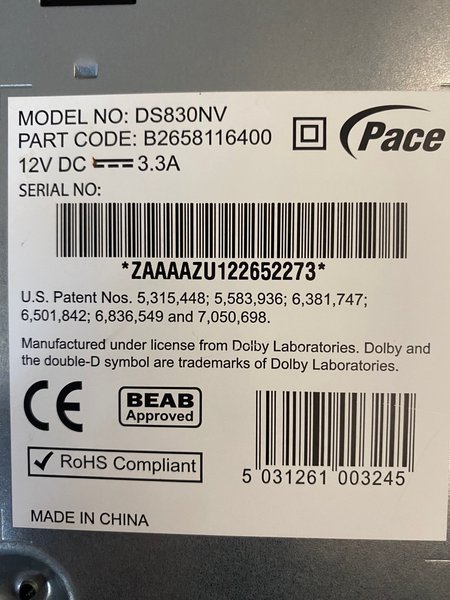 MODEL NO: DS830NV
PART CODE: B2658116400
Pace
12V DC 3.3A
SERIAL NO:
*ZAAAAZU122652273*
U.S. Patent Nos. 5,315,448; 5,583,936; 6,381,747;
6,501,842; 6,836,549 and 7,050,698.
Manufactured under license from Dolby Laboratories. Dolby and
the double-D symbol are trademarks of Dolby Laboratories.
CE
BEAB
Approved
RoHS Compliant
5 031261 003245
MADE IN CHINA